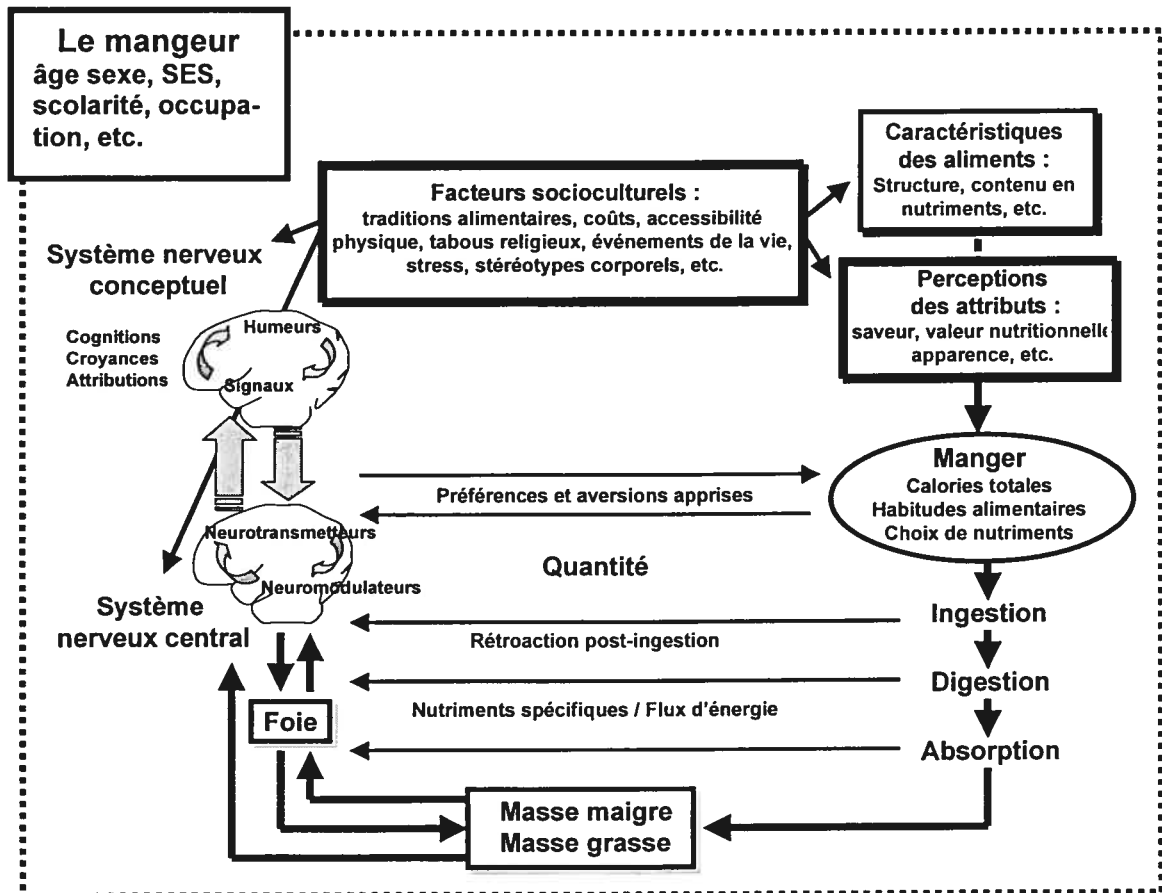 Le mangeur
âge sexe, SES,
scolarité, occupa-
tion, etc.
Facteurs socioculturels :
traditions alimentaires, coûts, accessibilité
physique, tabous religieux, événements de la vie,
stress, stéréotypes corporels, etc.
Caractéristiques
des aliments :
Structure, contenu en
nutriments, etc.
Perceptions
des attributs :
saveur, valeur nutritionnelle
apparence, etc.
Système nerveux
conceptuel
Cognitions
Croyances
Attributions
Humeurs
Signaux
Manger
Calories totales
Habitudes alimentaires
Choix de nutriments
Préférences et aversions apprises
Neurotransmetteurs
Neuromodulateurs
Quantité
Système
nerveux central
Ingestion
Rétroaction post-ingestion
Digestion
Foie
Nutriments spécifiques / Flux d'énergie
Absorption
Masse maigre
Masse grasse